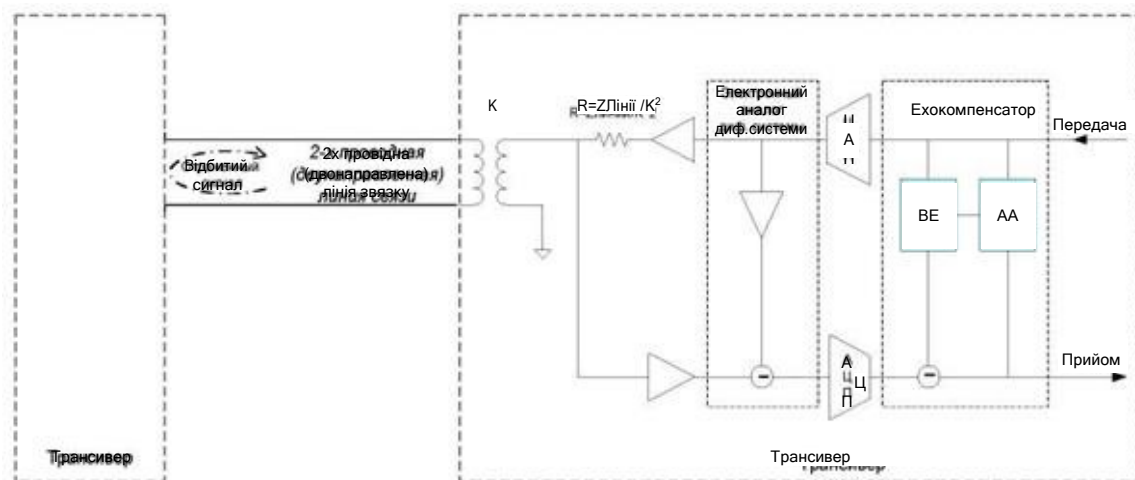 K
R=ZЛінії /K²
Електронний
аналог
диф.системи
Ц
А
П
Ехокомпенсатор
Передача
Відбитий
сигнал
2х провідна
(двонаправлена)
лінія звязку
ВЕ
АА
А
Ц
П
Прийом
Трансивер
Трансивер